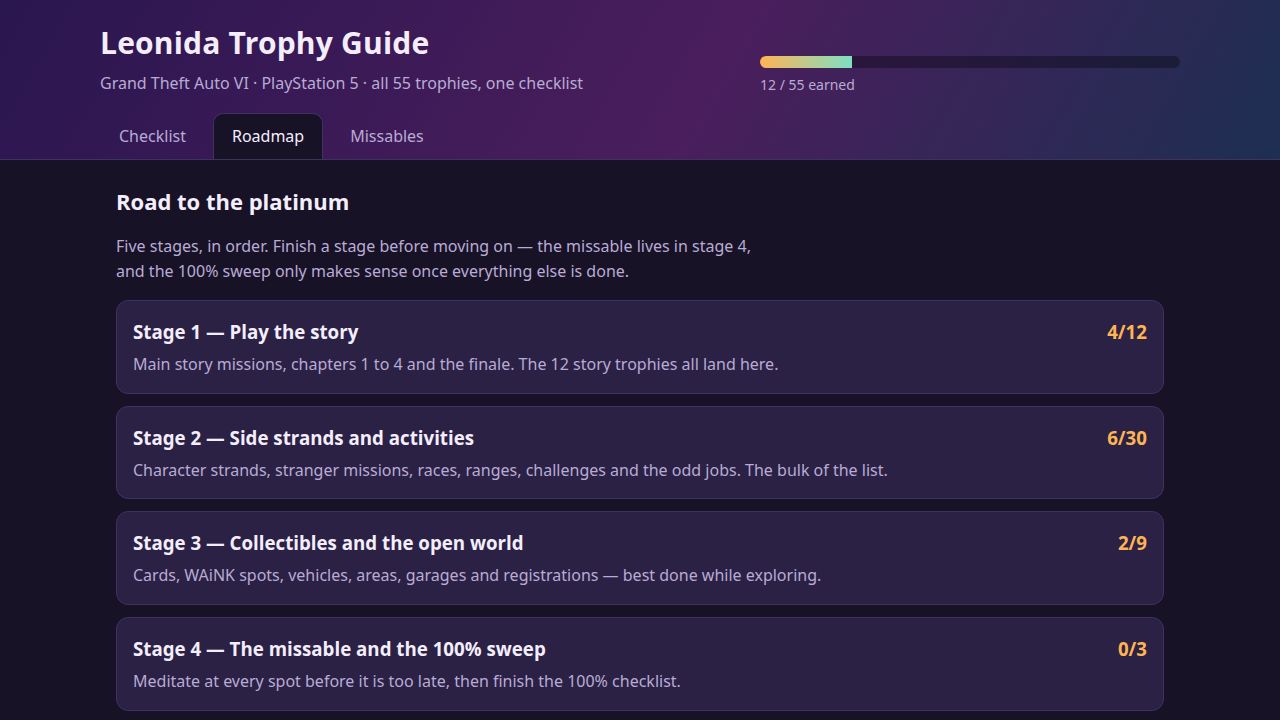 Leonida Trophy Guide
Grand Theft Auto VI · PlayStation 5 · all 55 trophies, one checklist
12 / 55 earned
Checklist
Roadmap
Missables
Road to the platinum
Five stages, in order. Finish a stage before moving on — the missable lives in stage 4,
and the 100% sweep only makes sense once everything else is done.
Stage 1 — Play the story
4/12
Main story missions, chapters 1 to 4 and the finale. The 12 story trophies all land here.
Stage 2 — Side strands and activities
6/30
Character strands, stranger missions, races, ranges, challenges and the odd jobs. The bulk of the list.
Stage 3 — Collectibles and the open world
2/9
Cards, WAiNK spots, vehicles, areas, garages and registrations — best done while exploring.
Stage 4 — The missable and the 100% sweep
0/3
Meditate at every spot before it is too late, then finish the 100% checklist.